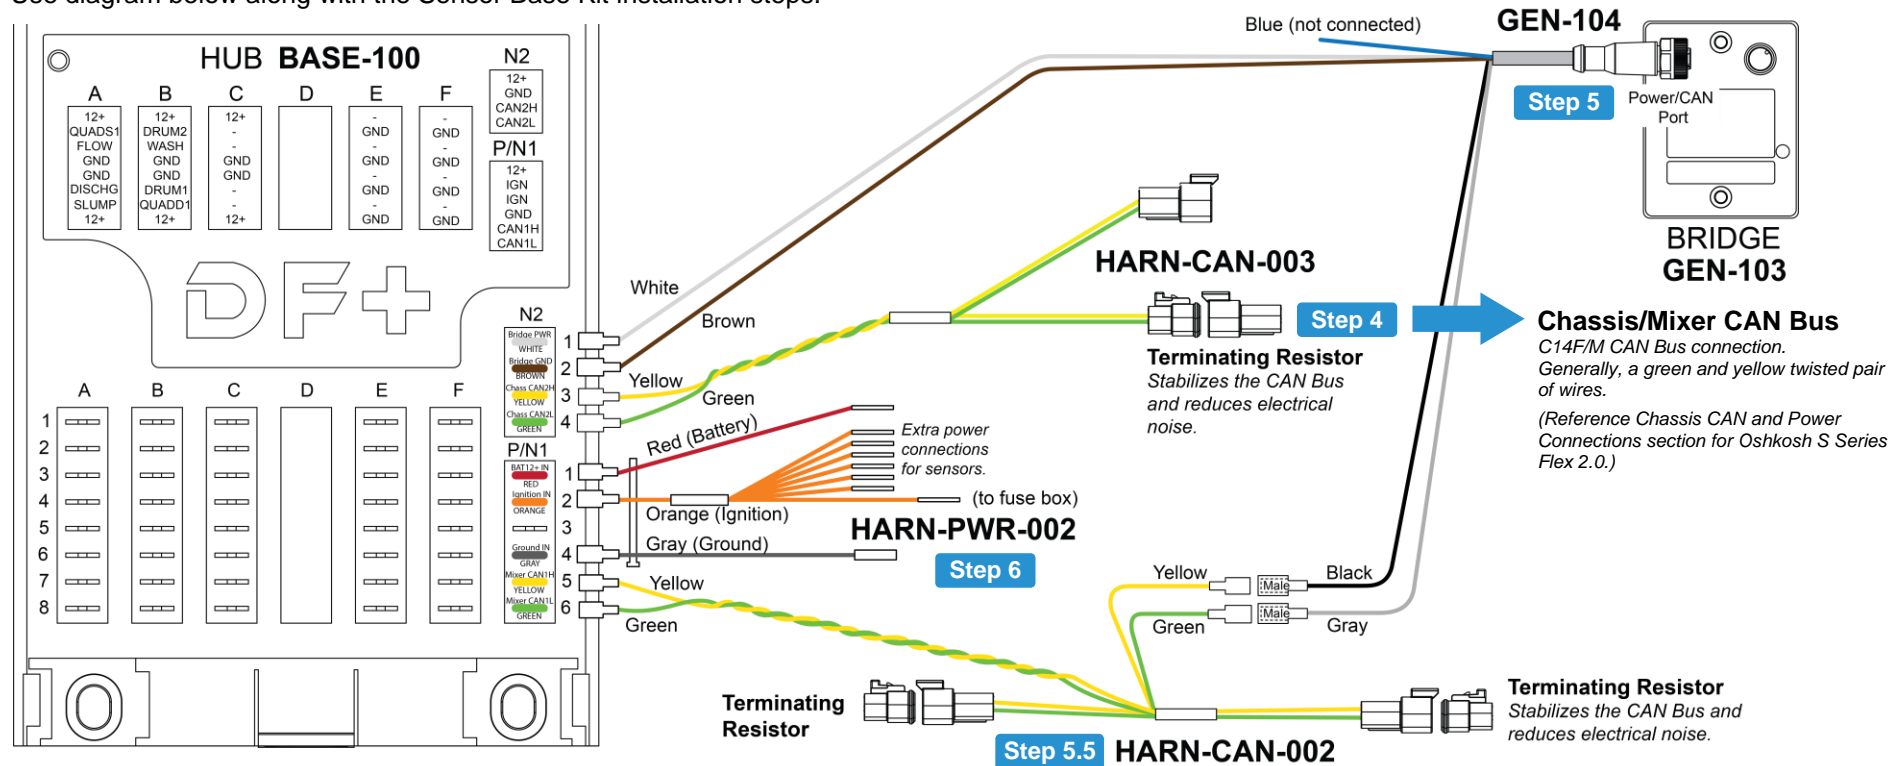 See diagram below along with the Sensor Base Kit installation steps.
HUB BASE-100
N2
12+
GND
CAN2H
CAN2L
P/N1
12+
IGN
IGN
GND
CAN1H
CAN1L
A
12+
QUADS1
FLOW
GND
GND
DISCHG
SLUMP
12+
B
12+
DRUM2
WASH
GND
GND
DRUM1
QUADD1
12+
C
12+
-
-
GND
GND
-
-
12+
D
E
-
GND
-
GND
-
GND
-
GND
F
-
GND
-
GND
-
GND
-
GND
DF+
N2
Bridge PWR
WHITE
1
Bridge GND
BROWN
2
Chass CAN2H
YELLOW
3
Chass CAN2L
GREEN
4
P/N1
BAT12+ IN
RED
1
Ignition IN
ORANGE
2
3
Ground IN
GRAY
4
Mixer CAN1H
YELLOW
5
Mixer CAN1L
GREEN
6
A B C D E F
1
2
3
4
5
6
7
8
White
Brown
Yellow
Green
Red (Battery)
Orange (Ignition)
Gray (Ground)
Yellow
Green
Extra power
connections
for sensors.
(to fuse box)
HARN-PWR-002
Step 6
HARN-CAN-003
Step 4
Terminating Resistor
Stabilizes the CAN Bus
and reduces electrical
noise.
Blue (not connected)
GEN-104
Step 5
Power/CAN
Port
BRIDGE
GEN-103
Chassis/Mixer CAN Bus
C14F/M CAN Bus connection.
Generally, a green and yellow twisted pair
of wires.
(Reference Chassis CAN and Power
Connections section for Oshkosh S Series
Flex 2.0.)
Yellow
Male
Black
Green
Male
Gray
Terminating
Resistor
Step 5.5
HARN-CAN-002
Terminating Resistor
Stabilizes the CAN Bus and
reduces electrical noise.